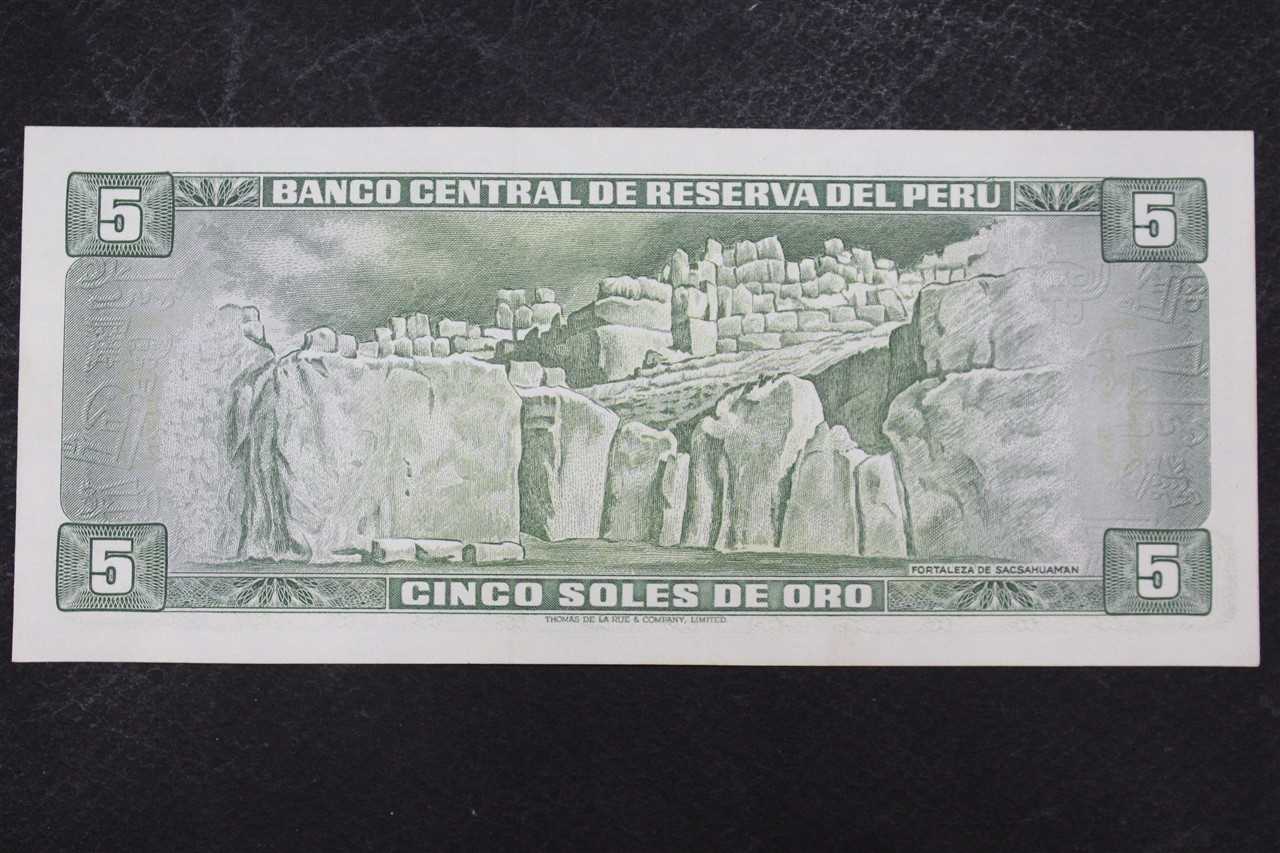 5 BANCO CENTRAL DE RESERVA DEL PERÚ 5
FORTALEZA DE SACSAHUAMAN
5 CINCO SOLES DE ORO 5
THOMAS DE LA RUE & COMPANY, LIMITED.